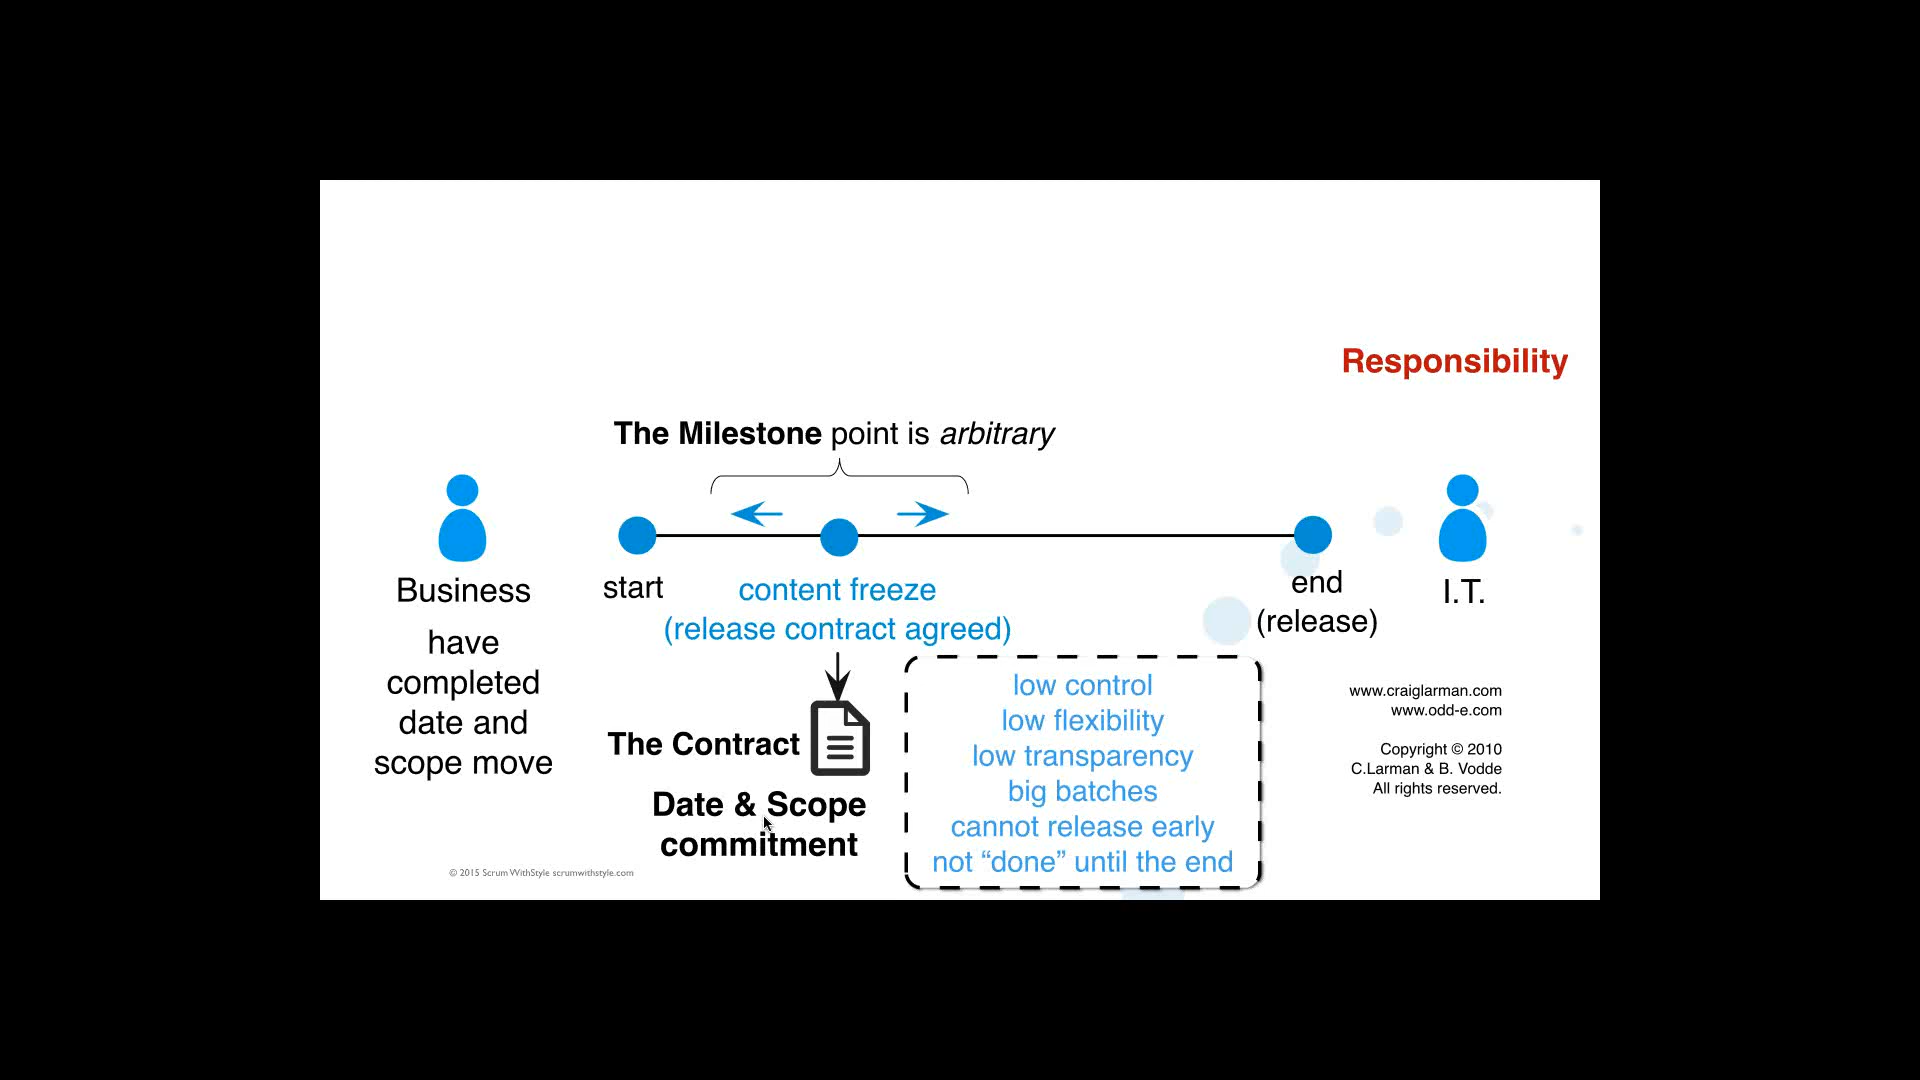 Responsibility
The Milestone point is arbitrary
Business
have
completed
date and
scope move
start
content freeze
(release contract agreed)
end
(release)
I.T.
The Contract
Date & Scope
commitment
low control
low flexibility
low transparency
big batches
cannot release early
not “done” until the end
www.craiglarman.com
www.odd-e.com
Copyright © 2010
C.Larman & B. Vodde
All rights reserved.
© 2015 Scrum WithStyle scrumwithstyle.com